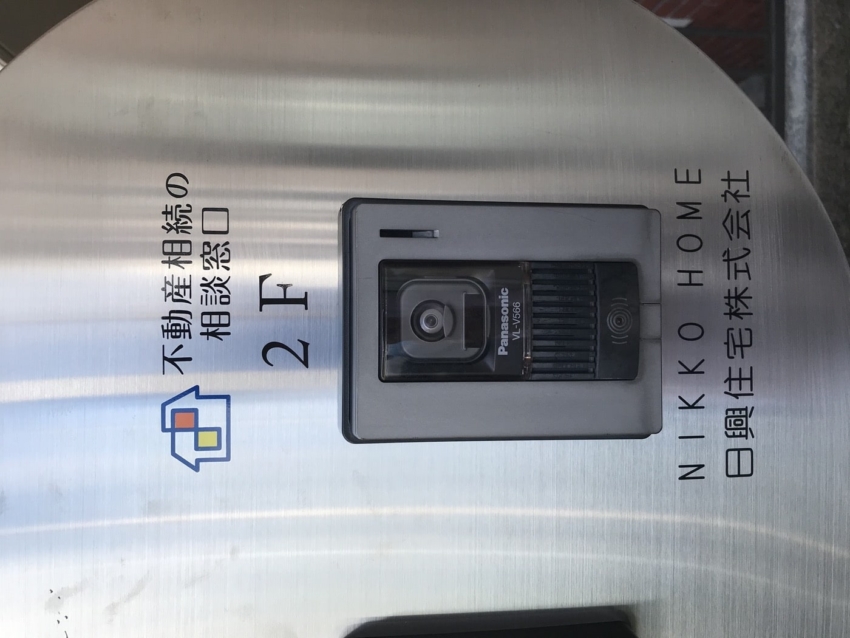 不動産相続の
相談窓口
2F
Panasonic
VL-V566
NIKKO HOME
日興住宅株式会社